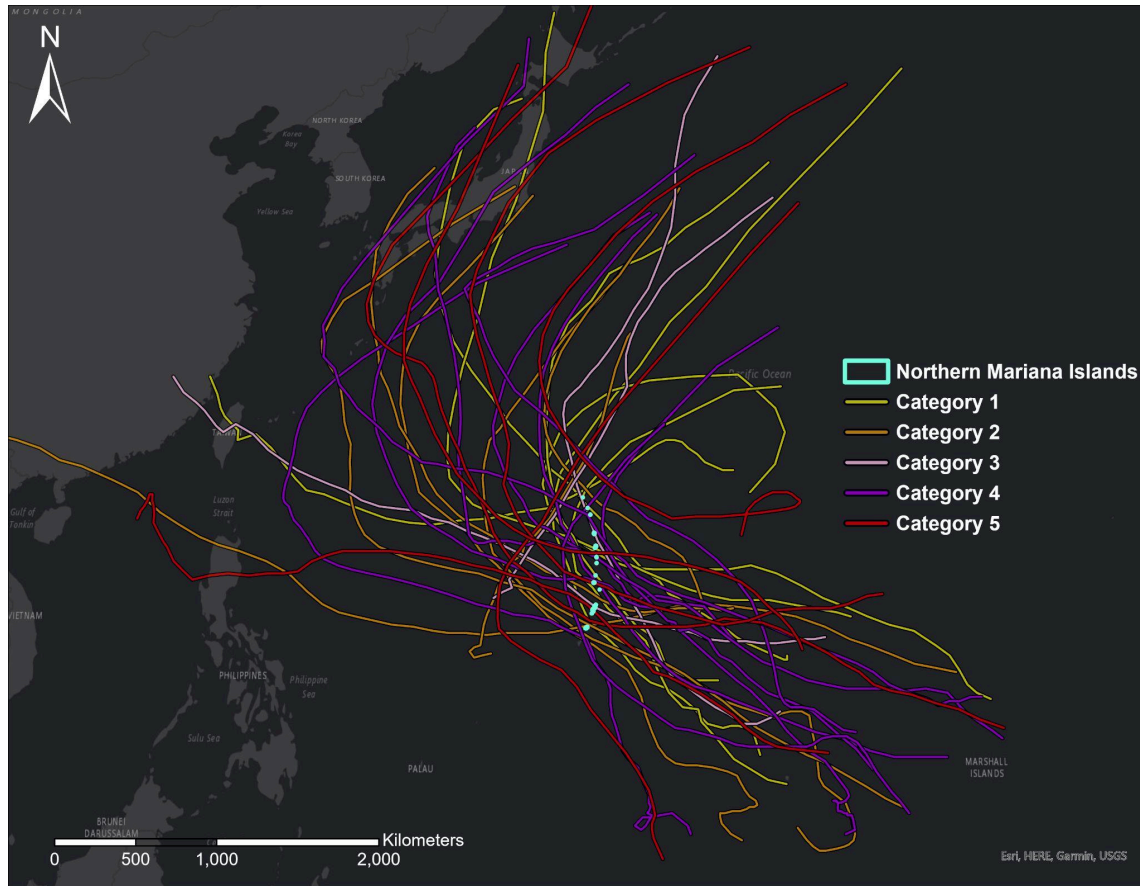 MONGOLIA
N
NORTH KOREA
Korea
Bay
SOUTH KOREA
JAPAN
Yellow Sea
Pacific Ocean
Northern Mariana Islands
Category 1
Category 2
Category 3
Category 4
Category 5
TAIWAN
Luzon
Strait
Gulf of
Tonkin
VIETNAM
PHILIPPINES
Philippine
Sea
Sulu Sea
PALAU
MARSHALL
ISLANDS
BRUNEI
DARUSSALAM
Kilometers
0 500 1,000 2,000
Esri, HERE, Garmin, USGS